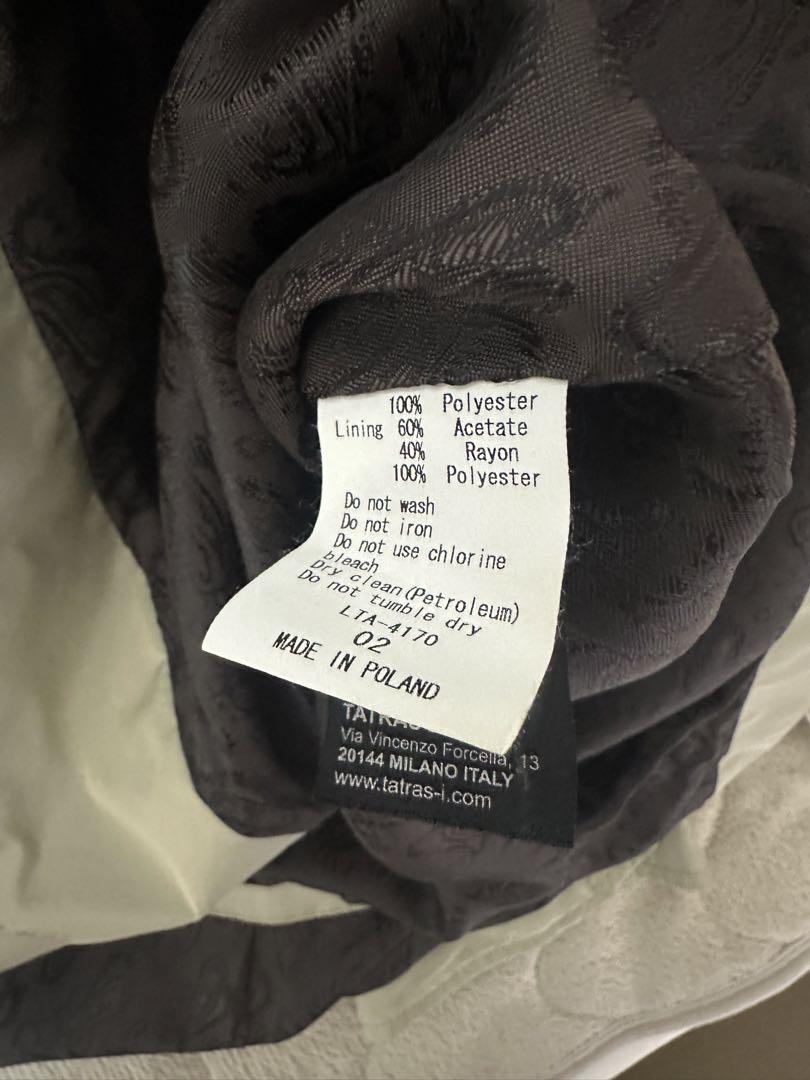 100% Polyester
Lining 60% Acetate
40% Rayon
100% Polyester
Do not wash
Do not iron
Do not use chlorine
bleach
Dry clean(Petroleum)
Do not tumble dry
LTA-4170
02
MADE IN POLAND
TATRAS
Via Vincenzo Forcella, 13
20144 MILANO ITALY
www.tatras-i.com